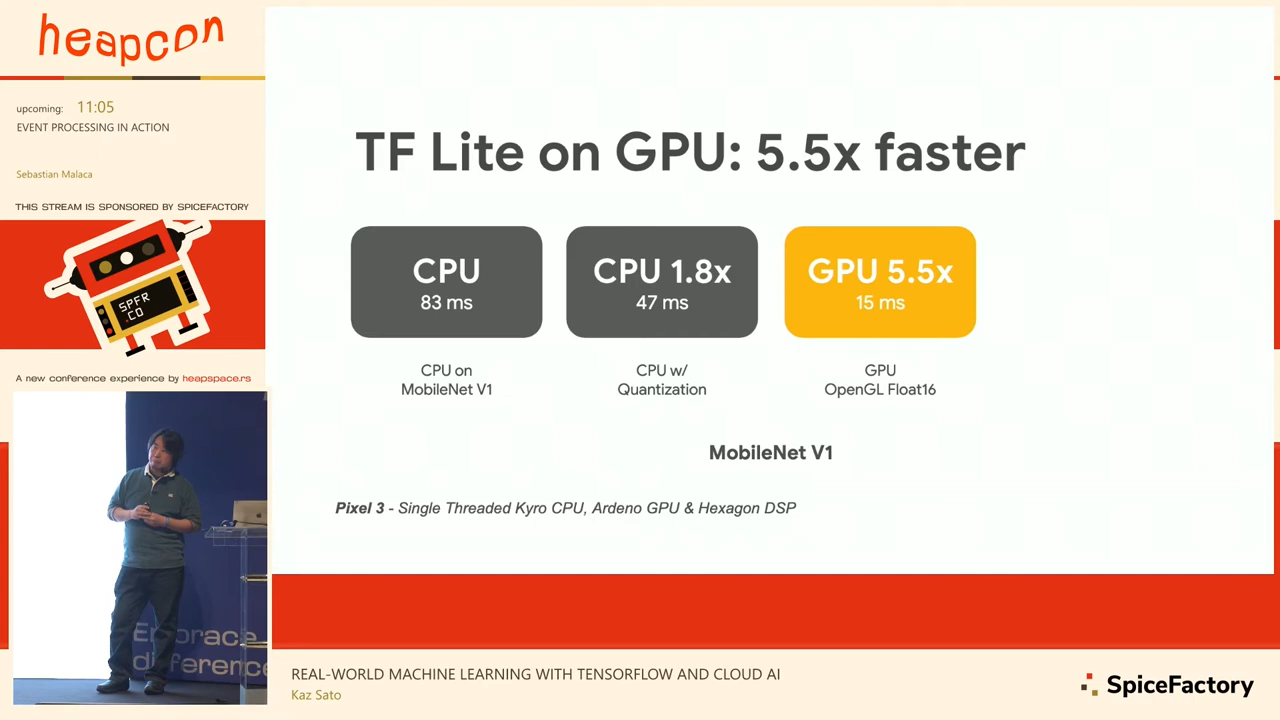 heapcon
upcoming: 11:05
EVENT PROCESSING IN ACTION
Sebastian Malaca
THIS STREAM IS SPONSORED BY SPICEFACTORY
SPFR
.CO
A new conference experience by heapspace.rs
TF Lite on GPU: 5.5x faster
CPU
83 ms
CPU 1.8x
47 ms
GPU 5.5x
15 ms
CPU on
MobileNet V1
CPU w/
Quantization
GPU
OpenGL Float16
MobileNet V1
Pixel 3 - Single Threaded Kyro CPU, Ardeno GPU & Hexagon DSP
Embrace
difference
REAL-WORLD MACHINE LEARNING WITH TENSORFLOW AND CLOUD AI
Kaz Sato
SpiceFactory